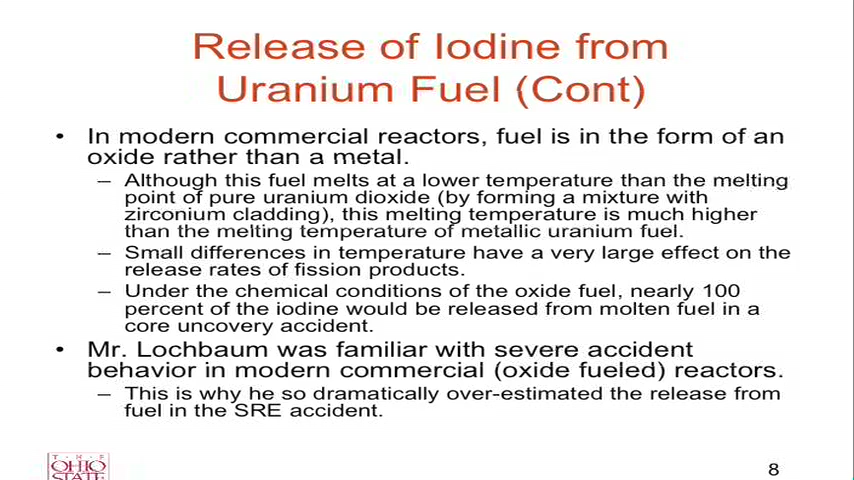 Release of Iodine from
Uranium Fuel (Cont)
• In modern commercial reactors, fuel is in the form of an
oxide rather than a metal.
– Although this fuel melts at a lower temperature than the melting
point of pure uranium dioxide (by forming a mixture with
zirconium cladding), this melting temperature is much higher
than the melting temperature of metallic uranium fuel.
– Small differences in temperature have a very large effect on the
release rates of fission products.
– Under the chemical conditions of the oxide fuel, nearly 100
percent of the iodine would be released from molten fuel in a
core uncovery accident.
• Mr. Lochbaum was familiar with severe accident
behavior in modern commercial (oxide fueled) reactors.
– This is why he so dramatically over-estimated the release from
fuel in the SRE accident.
T·H·E
OHIO
STATE
8